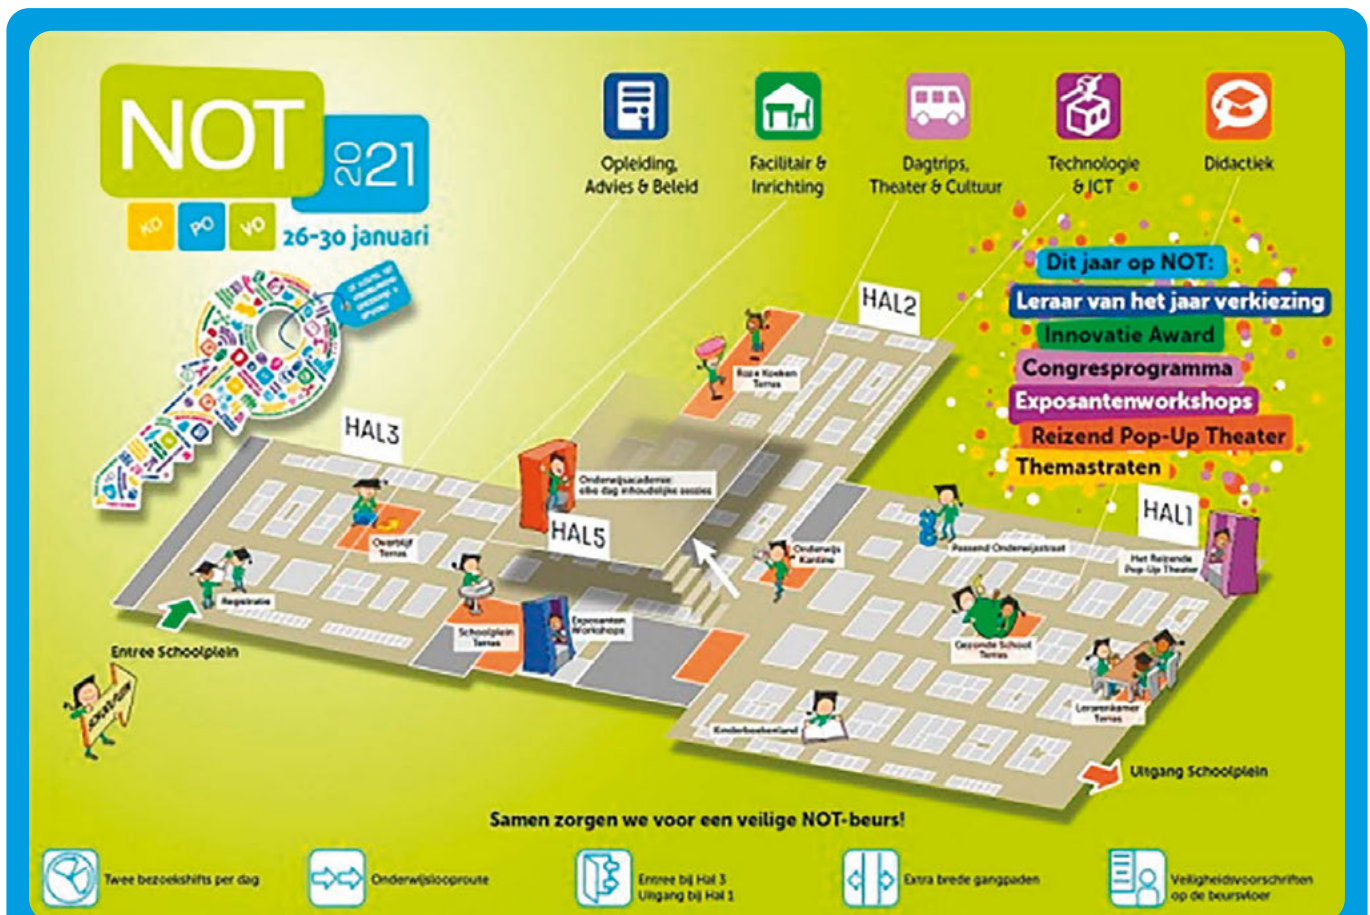 NOT
2021
KO
PO
VO
26-30 januari
Opleiding,
Advies & Beleid
Facilitair &
Inrichting
Dagtrips,
Theater & Cultuur
Technologie
& ICT
Didactiek
Dit jaar op NOT:
Leraar van het jaar verkiezing
Innovatie Award
Congresprogramma
Exposantenworkshops
Reizend Pop-Up Theater
Themastraten
HAL2
Roze Koeken
Terras
HAL3
Onderwijsacademie:
elke dag inhoudelijke sessies
HAL5
HAL1
Overblijf
Terras
Onderwijs
Kantine
Passend Onderwijsstraat
Het Reizende
Pop-Up Theater
Registratie
Schoolplein
Terras
Exposanten
Workshops
Gezonde School
Terras
Entree Schoolplein
SCHOOLPLEIN
Lerarenkamer
Terras
Kinderboekenland
Uitgang Schoolplein
Samen zorgen we voor een veilige NOT-beurs!
Twee bezoekshifts per dag
Onderwijslooproute
Entree bij Hal 3
Uitgang bij Hal 1
Extra brede gangpaden
Veiligheidsvoorschriften
op de beursvloer